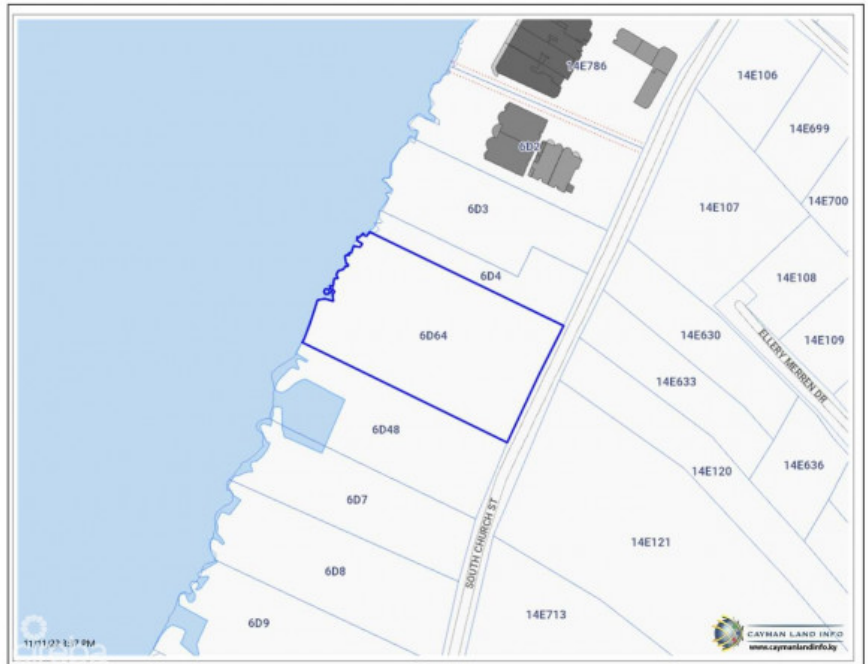 14E786
14E106
14E699
6D2
14E700
14E107
6D3
14E108
6D4
14E630
14E109
6D64
ELLERY MERREN DR
14E633
6D48
14E120
14E636
6D7
SOUTH CHURCH ST
14E121
6D8
14E713
6D9
CAYMAN LAND INFO
www.caymanlandinfo.ky